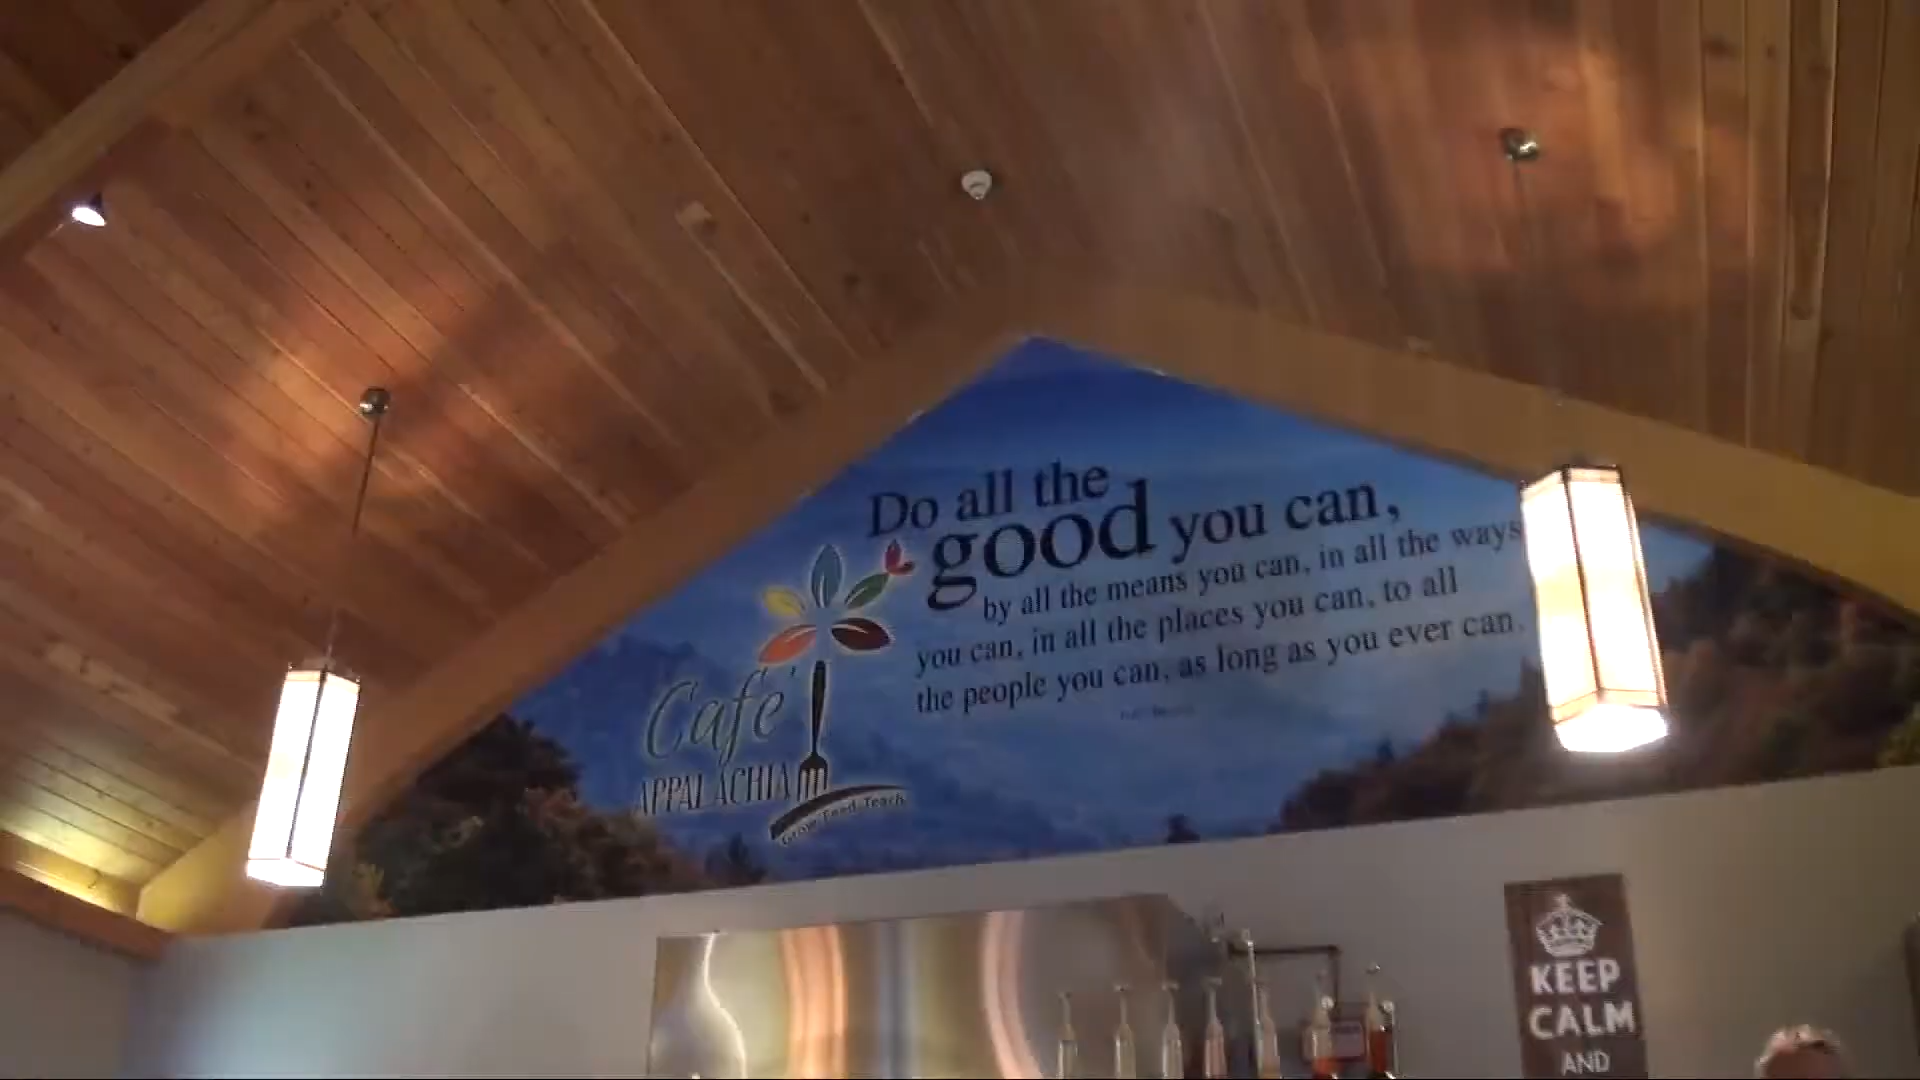 Do all the
good you can,
by all the means you can, in all the ways
you can, in all the places you can, to all
the people you can, as long as you ever can.
Café
APPALACHIA
Grow. Feed. Teach.
KEEP
CALM
AND